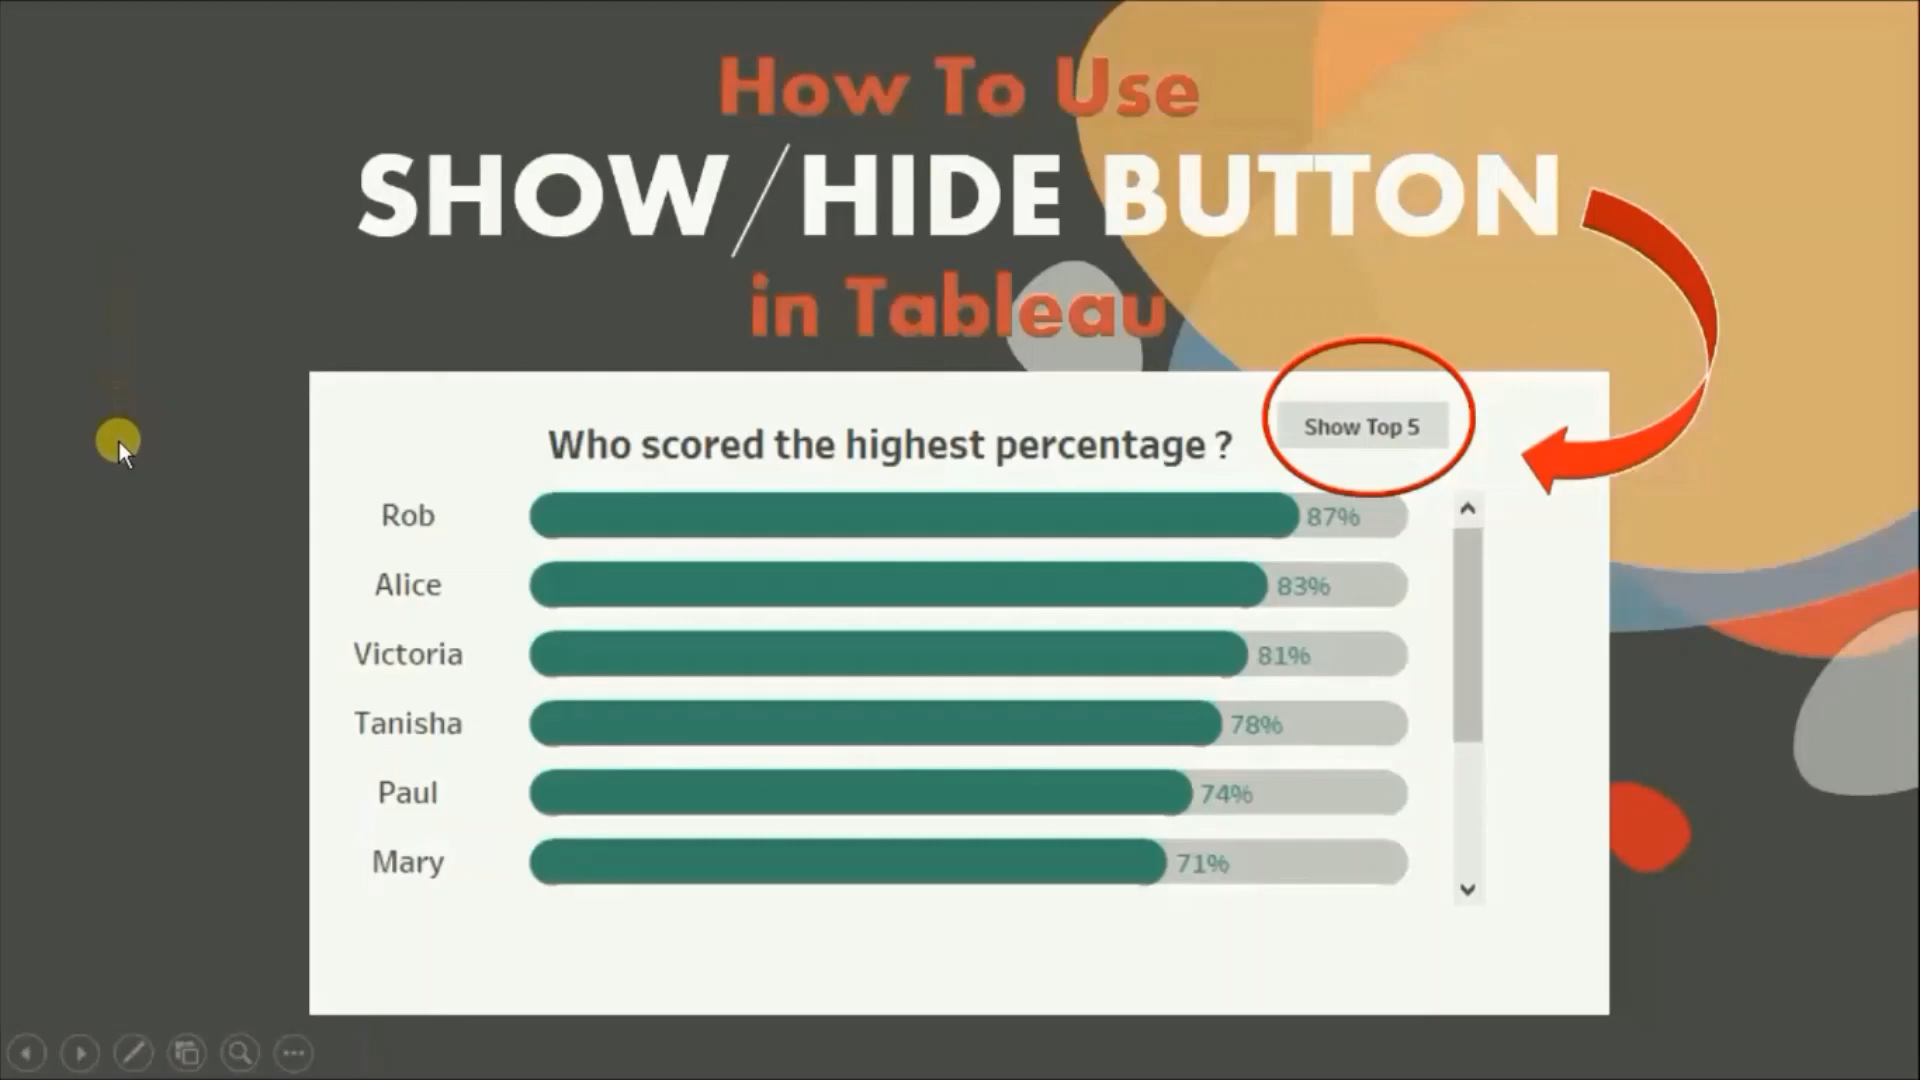 How To Use
SHOW/HIDE BUTTON
in Tableau
Show Top 5
Who scored the highest percentage ?
Rob 87%
Alice 83%
Victoria 81%
Tanisha 78%
Paul 74%
Mary 71%